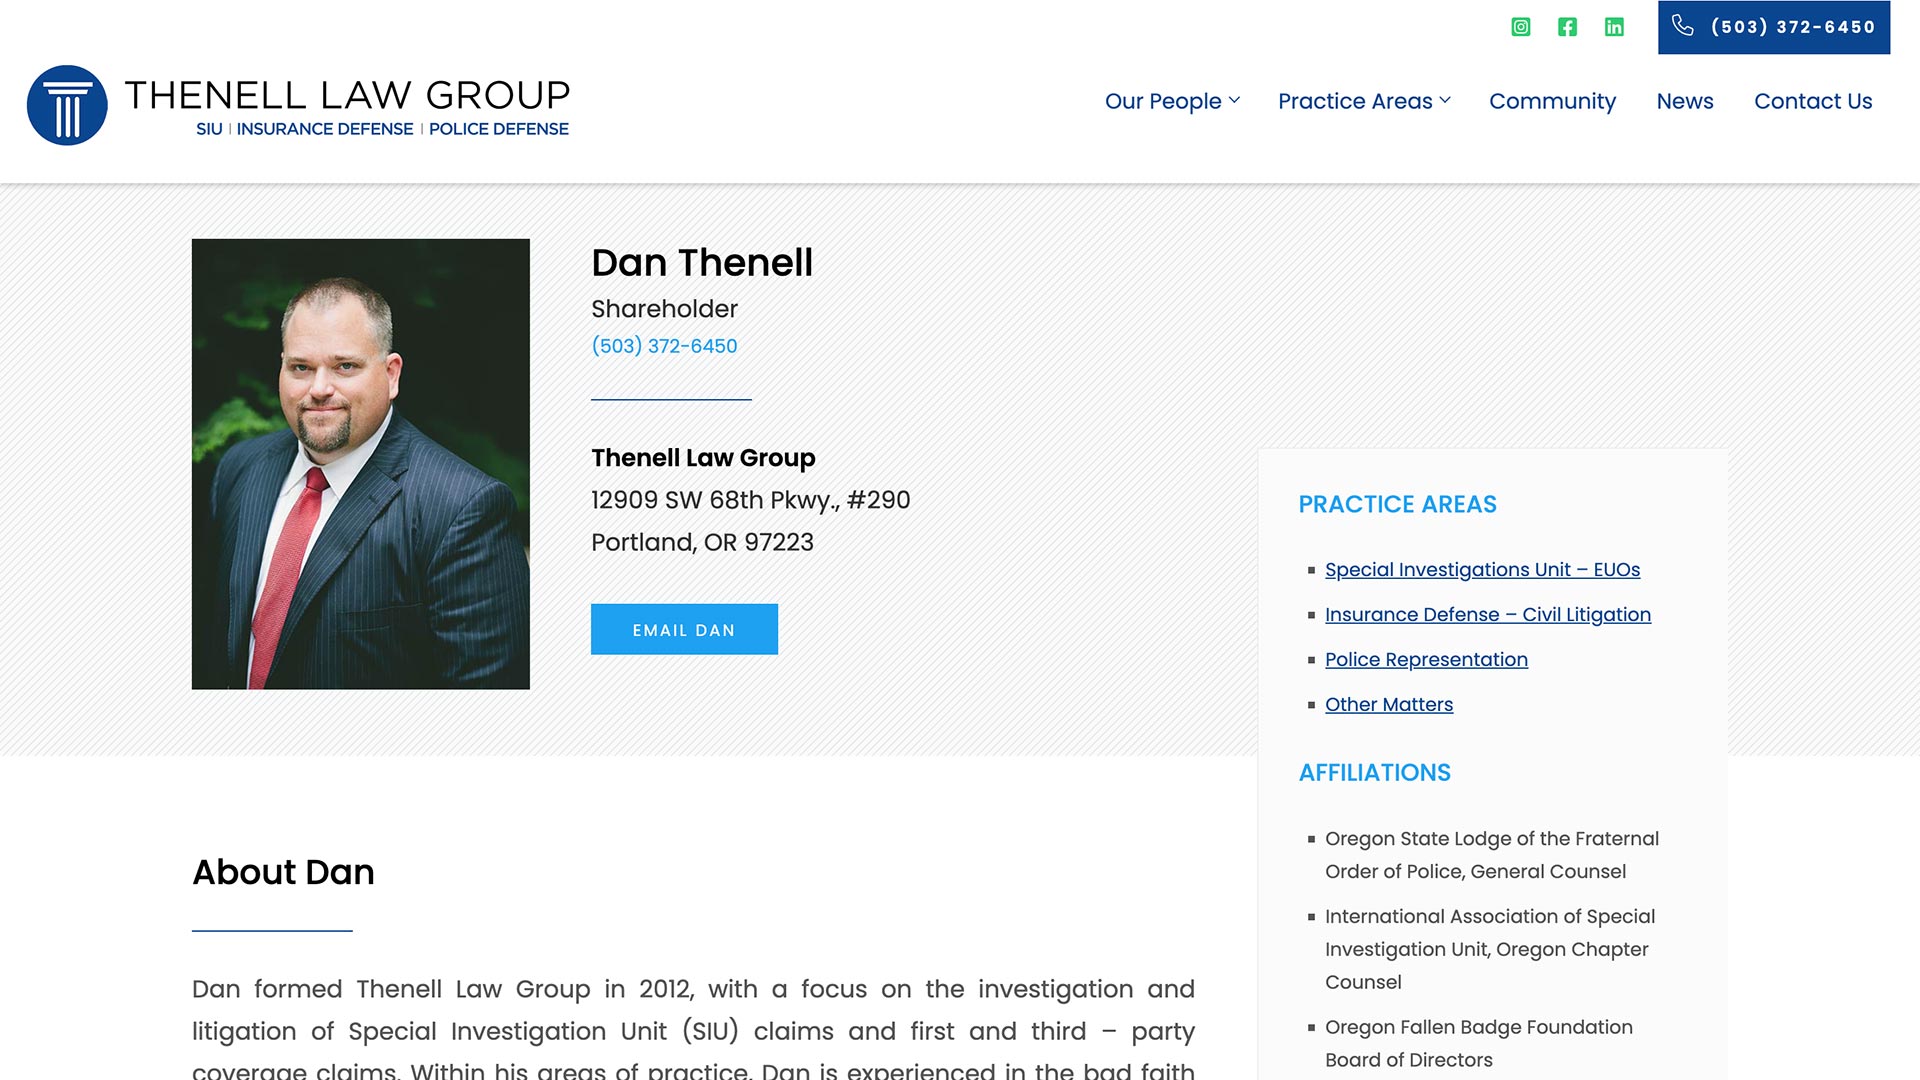 (503) 372-6450
THENELL LAW GROUP
SIU | INSURANCE DEFENSE | POLICE DEFENSE
Our People
Practice Areas
Community
News
Contact Us
Dan Thenell
Shareholder
(503) 372-6450
Thenell Law Group
12909 SW 68th Pkwy., #290
Portland, OR 97223
EMAIL DAN
About Dan
Dan formed Thenell Law Group in 2012, with a focus on the investigation and
litigation of Special Investigation Unit (SIU) claims and first and third – party
coverage claims. Within his areas of practice, Dan is experienced in the bad faith
PRACTICE AREAS
Special Investigations Unit – EUOs
Insurance Defense – Civil Litigation
Police Representation
Other Matters
AFFILIATIONS
Oregon State Lodge of the Fraternal
Order of Police, General Counsel
International Association of Special
Investigation Unit, Oregon Chapter
Counsel
Oregon Fallen Badge Foundation
Board of Directors